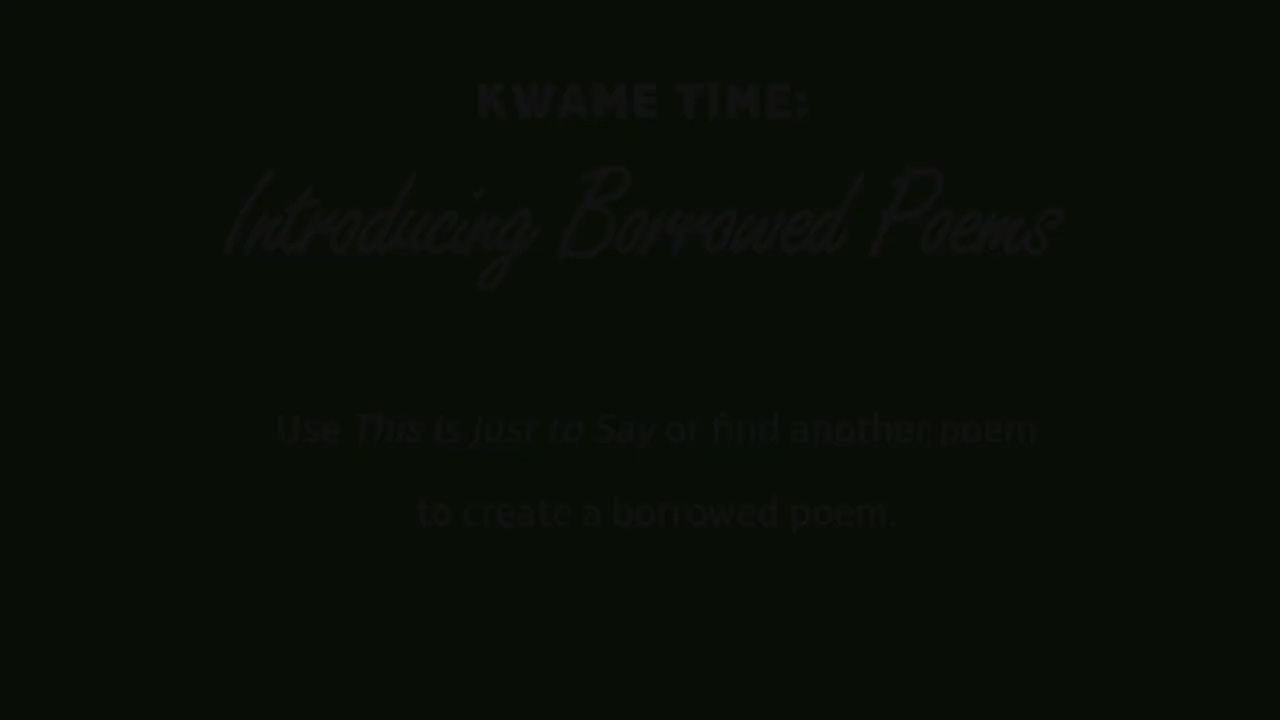 KWAME TIME:
Introducing Borrowed Poems
Use This Is Just to Say or find another poem
to create a borrowed poem.